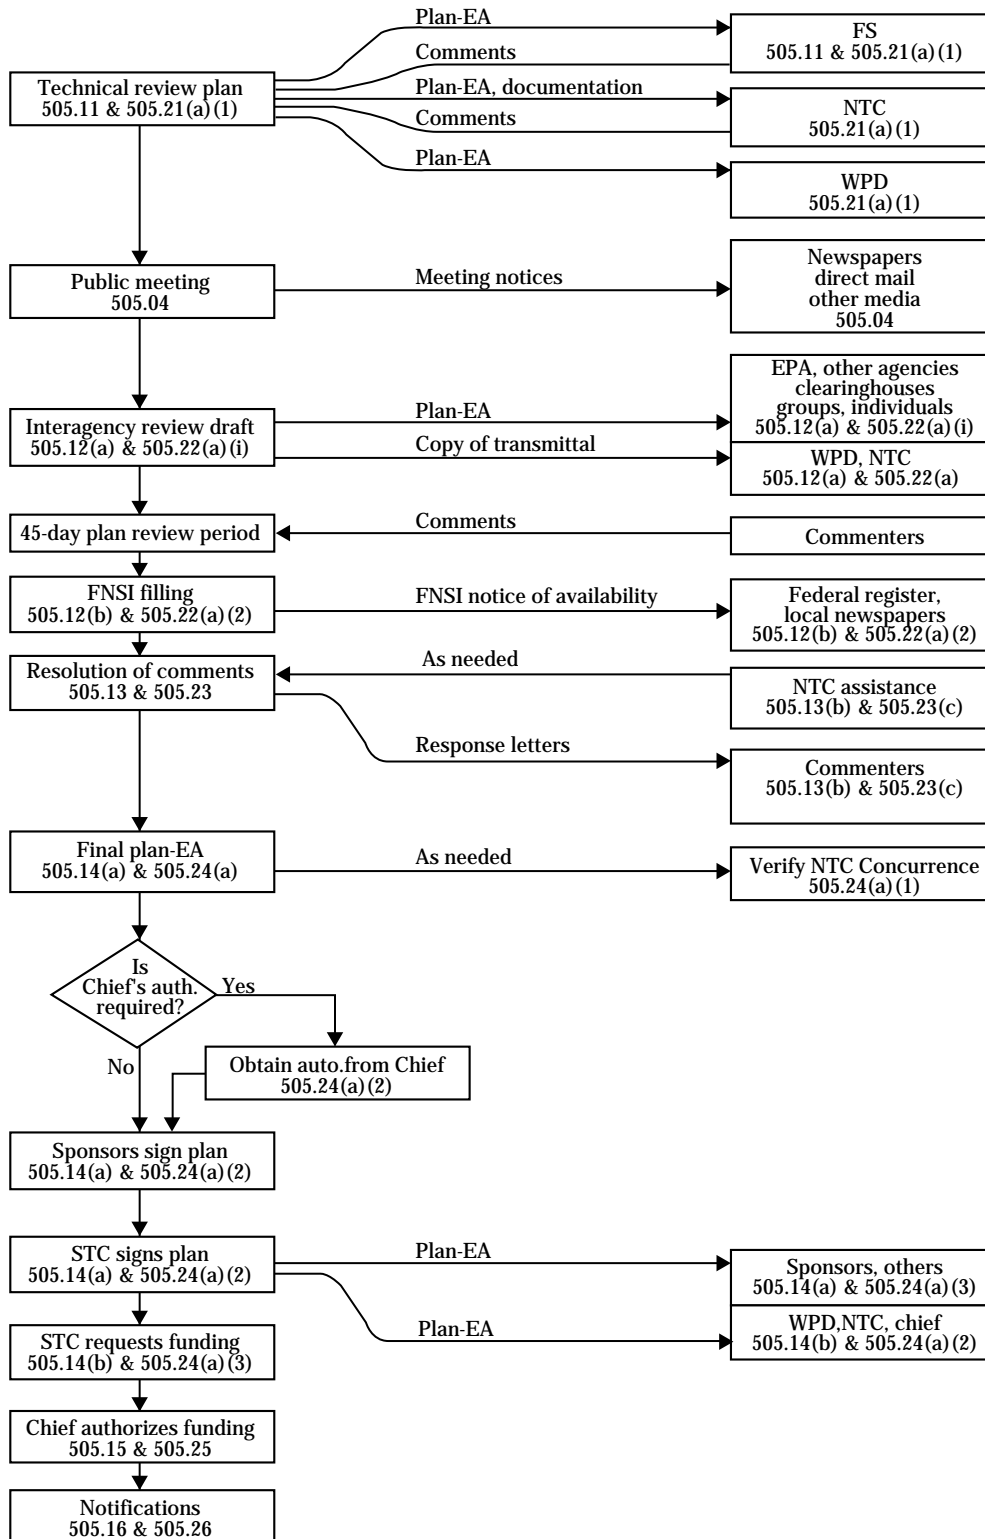 Plan-EA
FS
505.11 & 505.21(a)(1)
Comments
Technical review plan
505.11 & 505.21(a)(1)
Plan-EA, documentation
NTC
505.21(a)(1)
Comments
Plan-EA
WPD
505.21(a)(1)
Public meeting
505.04
Meeting notices
Newspapers
direct mail
other media
505.04
Interagency review draft
505.12(a) & 505.22(a)(i)
Plan-EA
EPA, other agencies
clearinghouses
groups, individuals
505.12(a) & 505.22(a)(i)
Copy of transmittal
WPD, NTC
505.12(a) & 505.22(a)
45-day plan review period
Comments
Commenters
FNSI filling
505.12(b) & 505.22(a)(2)
FNSI notice of availability
Federal register,
local newspapers
505.12(b) & 505.22(a)(2)
Resolution of comments
505.13 & 505.23
As needed
NTC assistance
505.13(b) & 505.23(c)
Response letters
Commenters
505.13(b) & 505.23(c)
Final plan-EA
505.14(a) & 505.24(a)
As needed
Verify NTC Concurrence
505.24(a)(1)
Is
Chief's auth.
required?
Yes
No
Obtain auto.from Chief
505.24(a)(2)
Sponsors sign plan
505.14(a) & 505.24(a)(2)
STC signs plan
505.14(a) & 505.24(a)(2)
Plan-EA
Sponsors, others
505.14(a) & 505.24(a)(3)
Plan-EA
WPD,NTC, chief
505.14(b) & 505.24(a)(2)
STC requests funding
505.14(b) & 505.24(a)(3)
Chief authorizes funding
505.15 & 505.25
Notifications
505.16 & 505.26